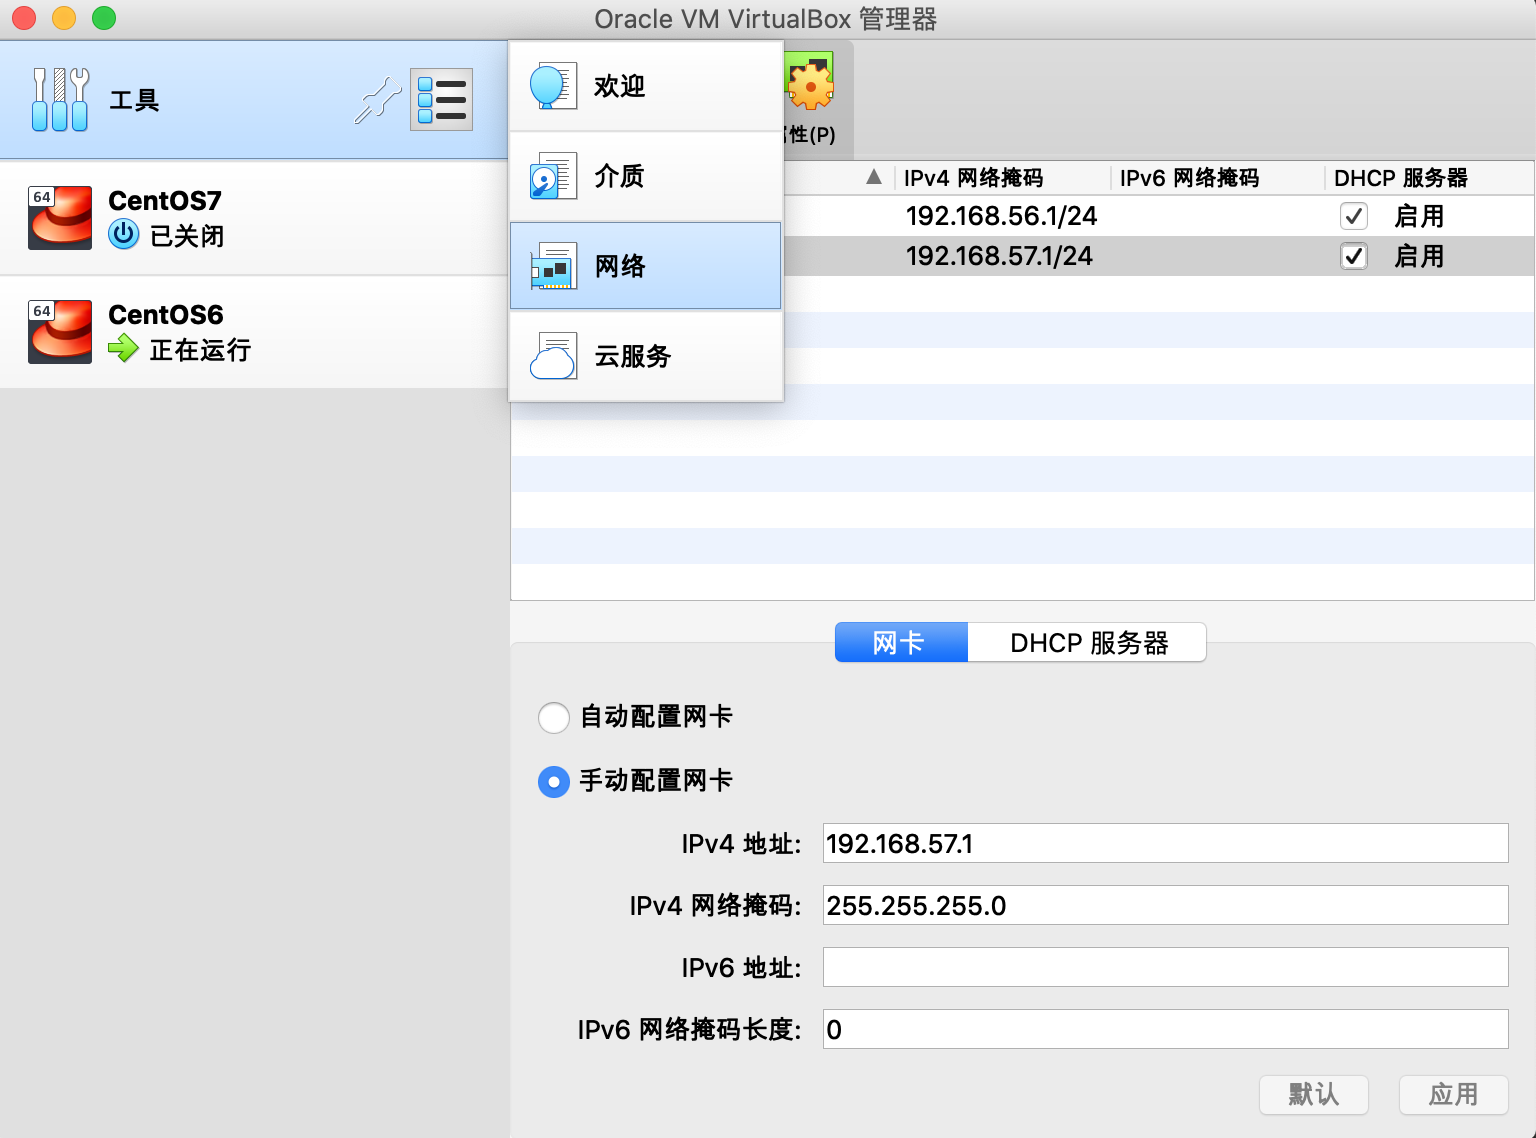 Oracle VM VirtualBox 管理器
工具
欢迎
介质
网络
云服务
性(P)
64
CentOS7
已关闭
64
CentOS6
正在运行
IPv4 网络掩码 IPv6 网络掩码 DHCP 服务器
192.168.56.1/24 启用
192.168.57.1/24 启用
网卡 DHCP 服务器
自动配置网卡
手动配置网卡
IPv4 地址: 192.168.57.1
IPv4 网络掩码: 255.255.255.0
IPv6 地址:
IPv6 网络掩码长度: 0
默认 应用